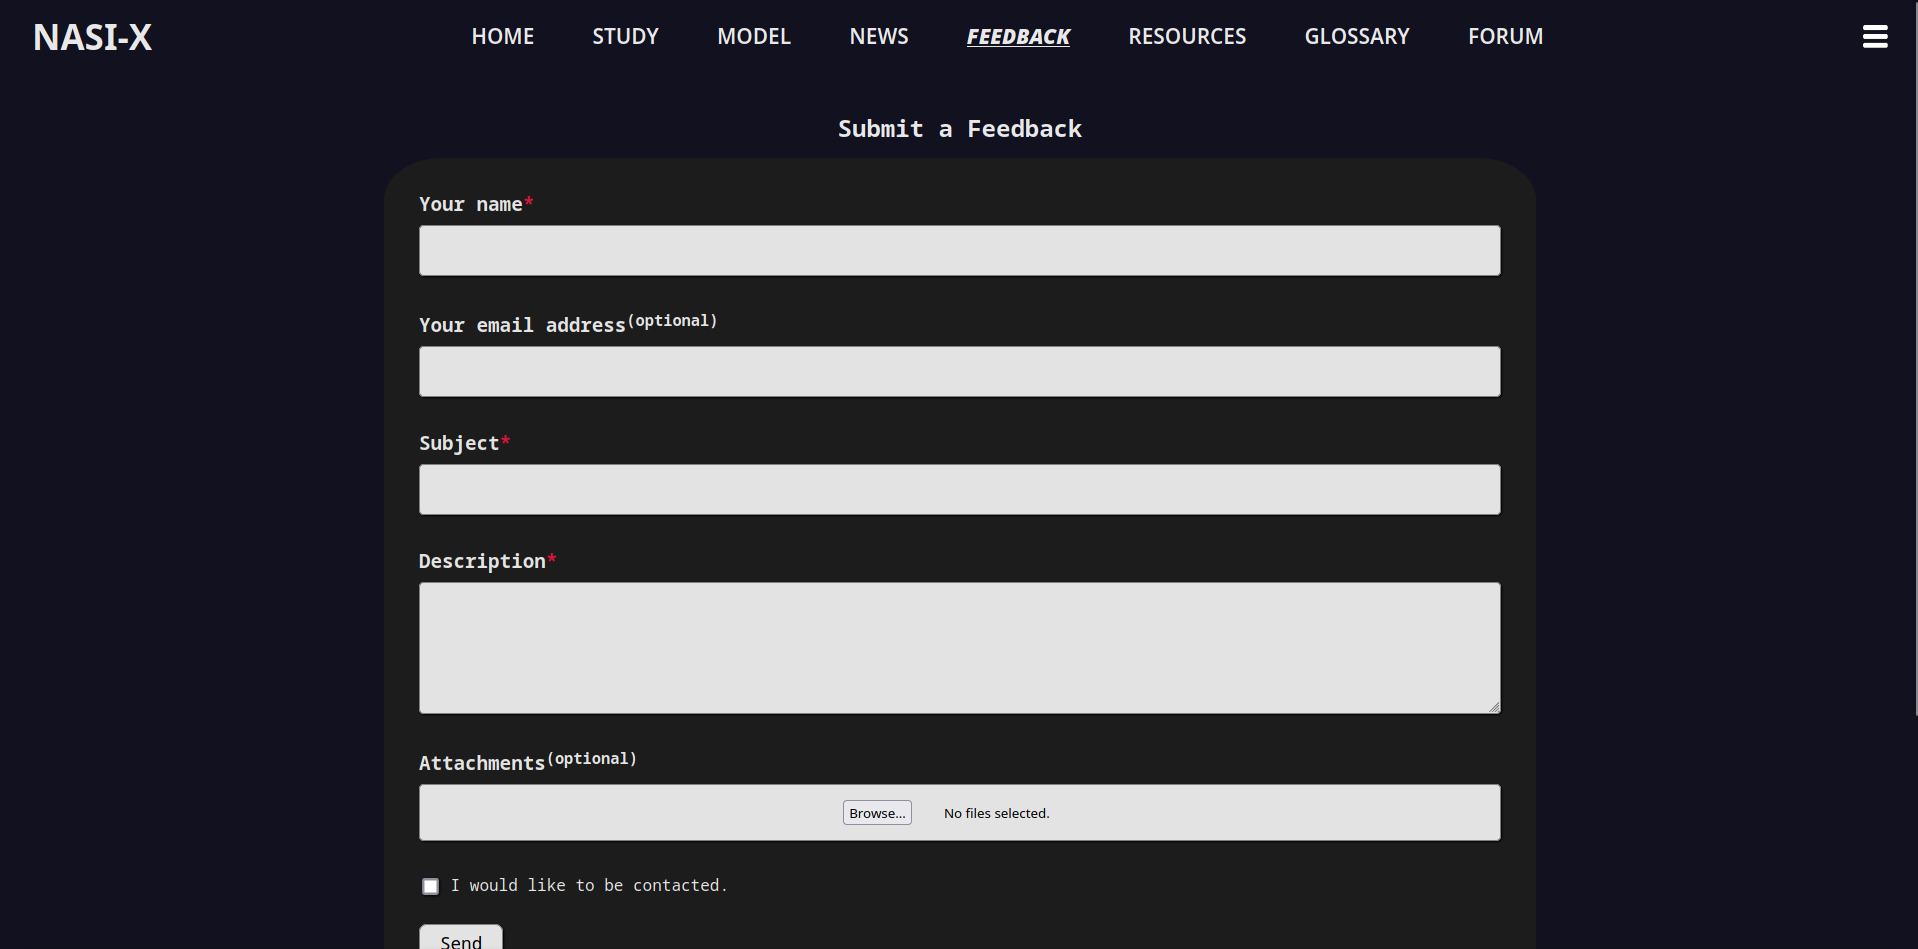 NASI-X
HOME STUDY MODEL NEWS FEEDBACK RESOURCES GLOSSARY FORUM
Submit a Feedback
Your name*
Your email address(optional)
Subject*
Description*
Attachments(optional)
Browse... No files selected.
I would like to be contacted.
Send